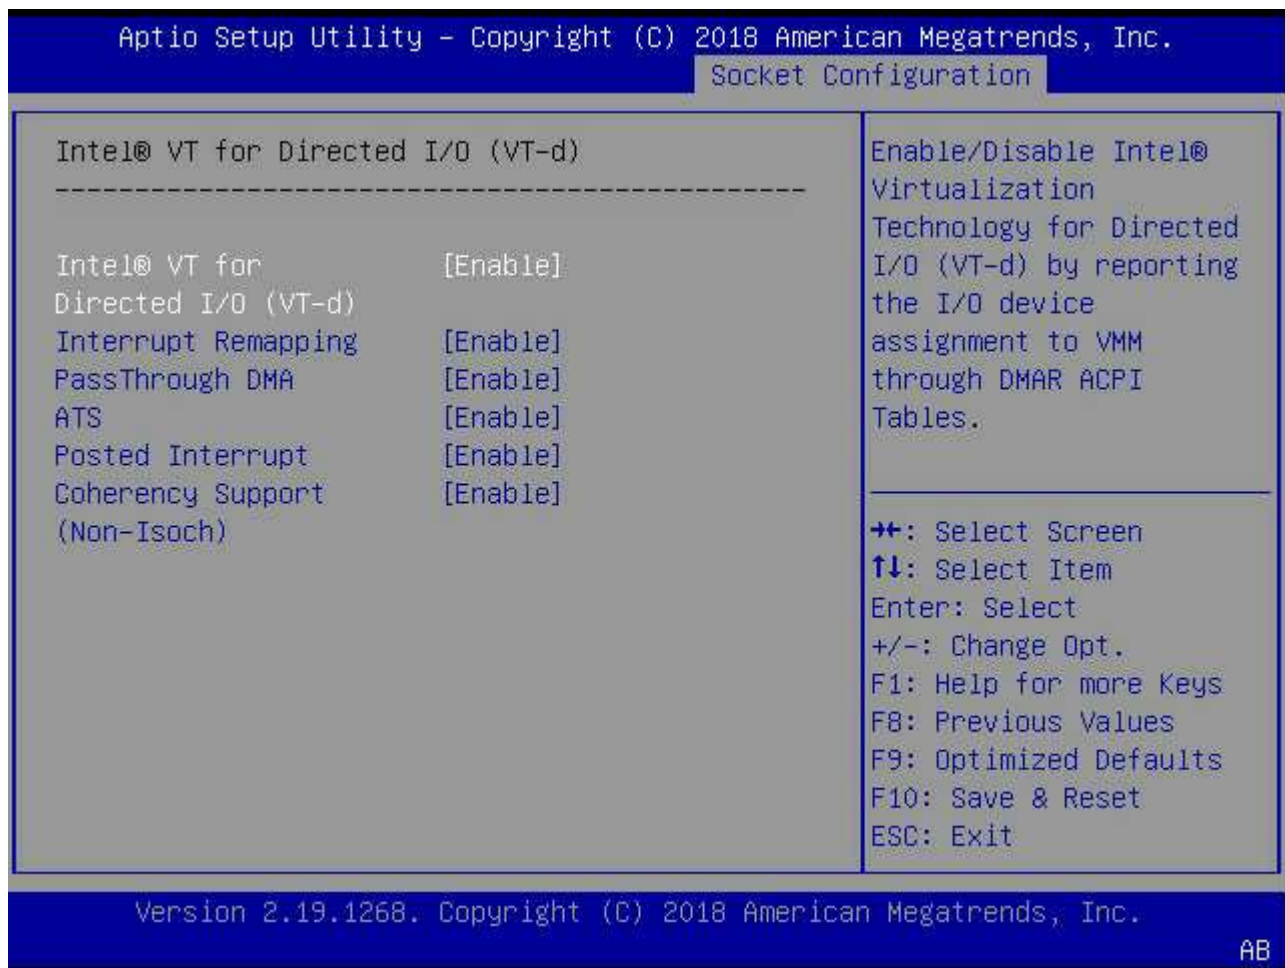 Aptio Setup Utility – Copyright (C) 2018 American Megatrends, Inc.
Socket Configuration
Intel® VT for Directed I/O (VT-d)
------------------------------------------------
Intel® VT for [Enable]
Directed I/O (VT-d)
Interrupt Remapping [Enable]
PassThrough DMA [Enable]
ATS [Enable]
Posted Interrupt [Enable]
Coherency Support [Enable]
(Non-Isoch)
Enable/Disable Intel®
Virtualization
Technology for Directed
I/O (VT-d) by reporting
the I/O device
assignment to VMM
through DMAR ACPI
Tables.
→←: Select Screen
↑↓: Select Item
Enter: Select
+/-: Change Opt.
F1: Help for more Keys
F8: Previous Values
F9: Optimized Defaults
F10: Save & Reset
ESC: Exit
Version 2.19.1268. Copyright (C) 2018 American Megatrends, Inc.
AB